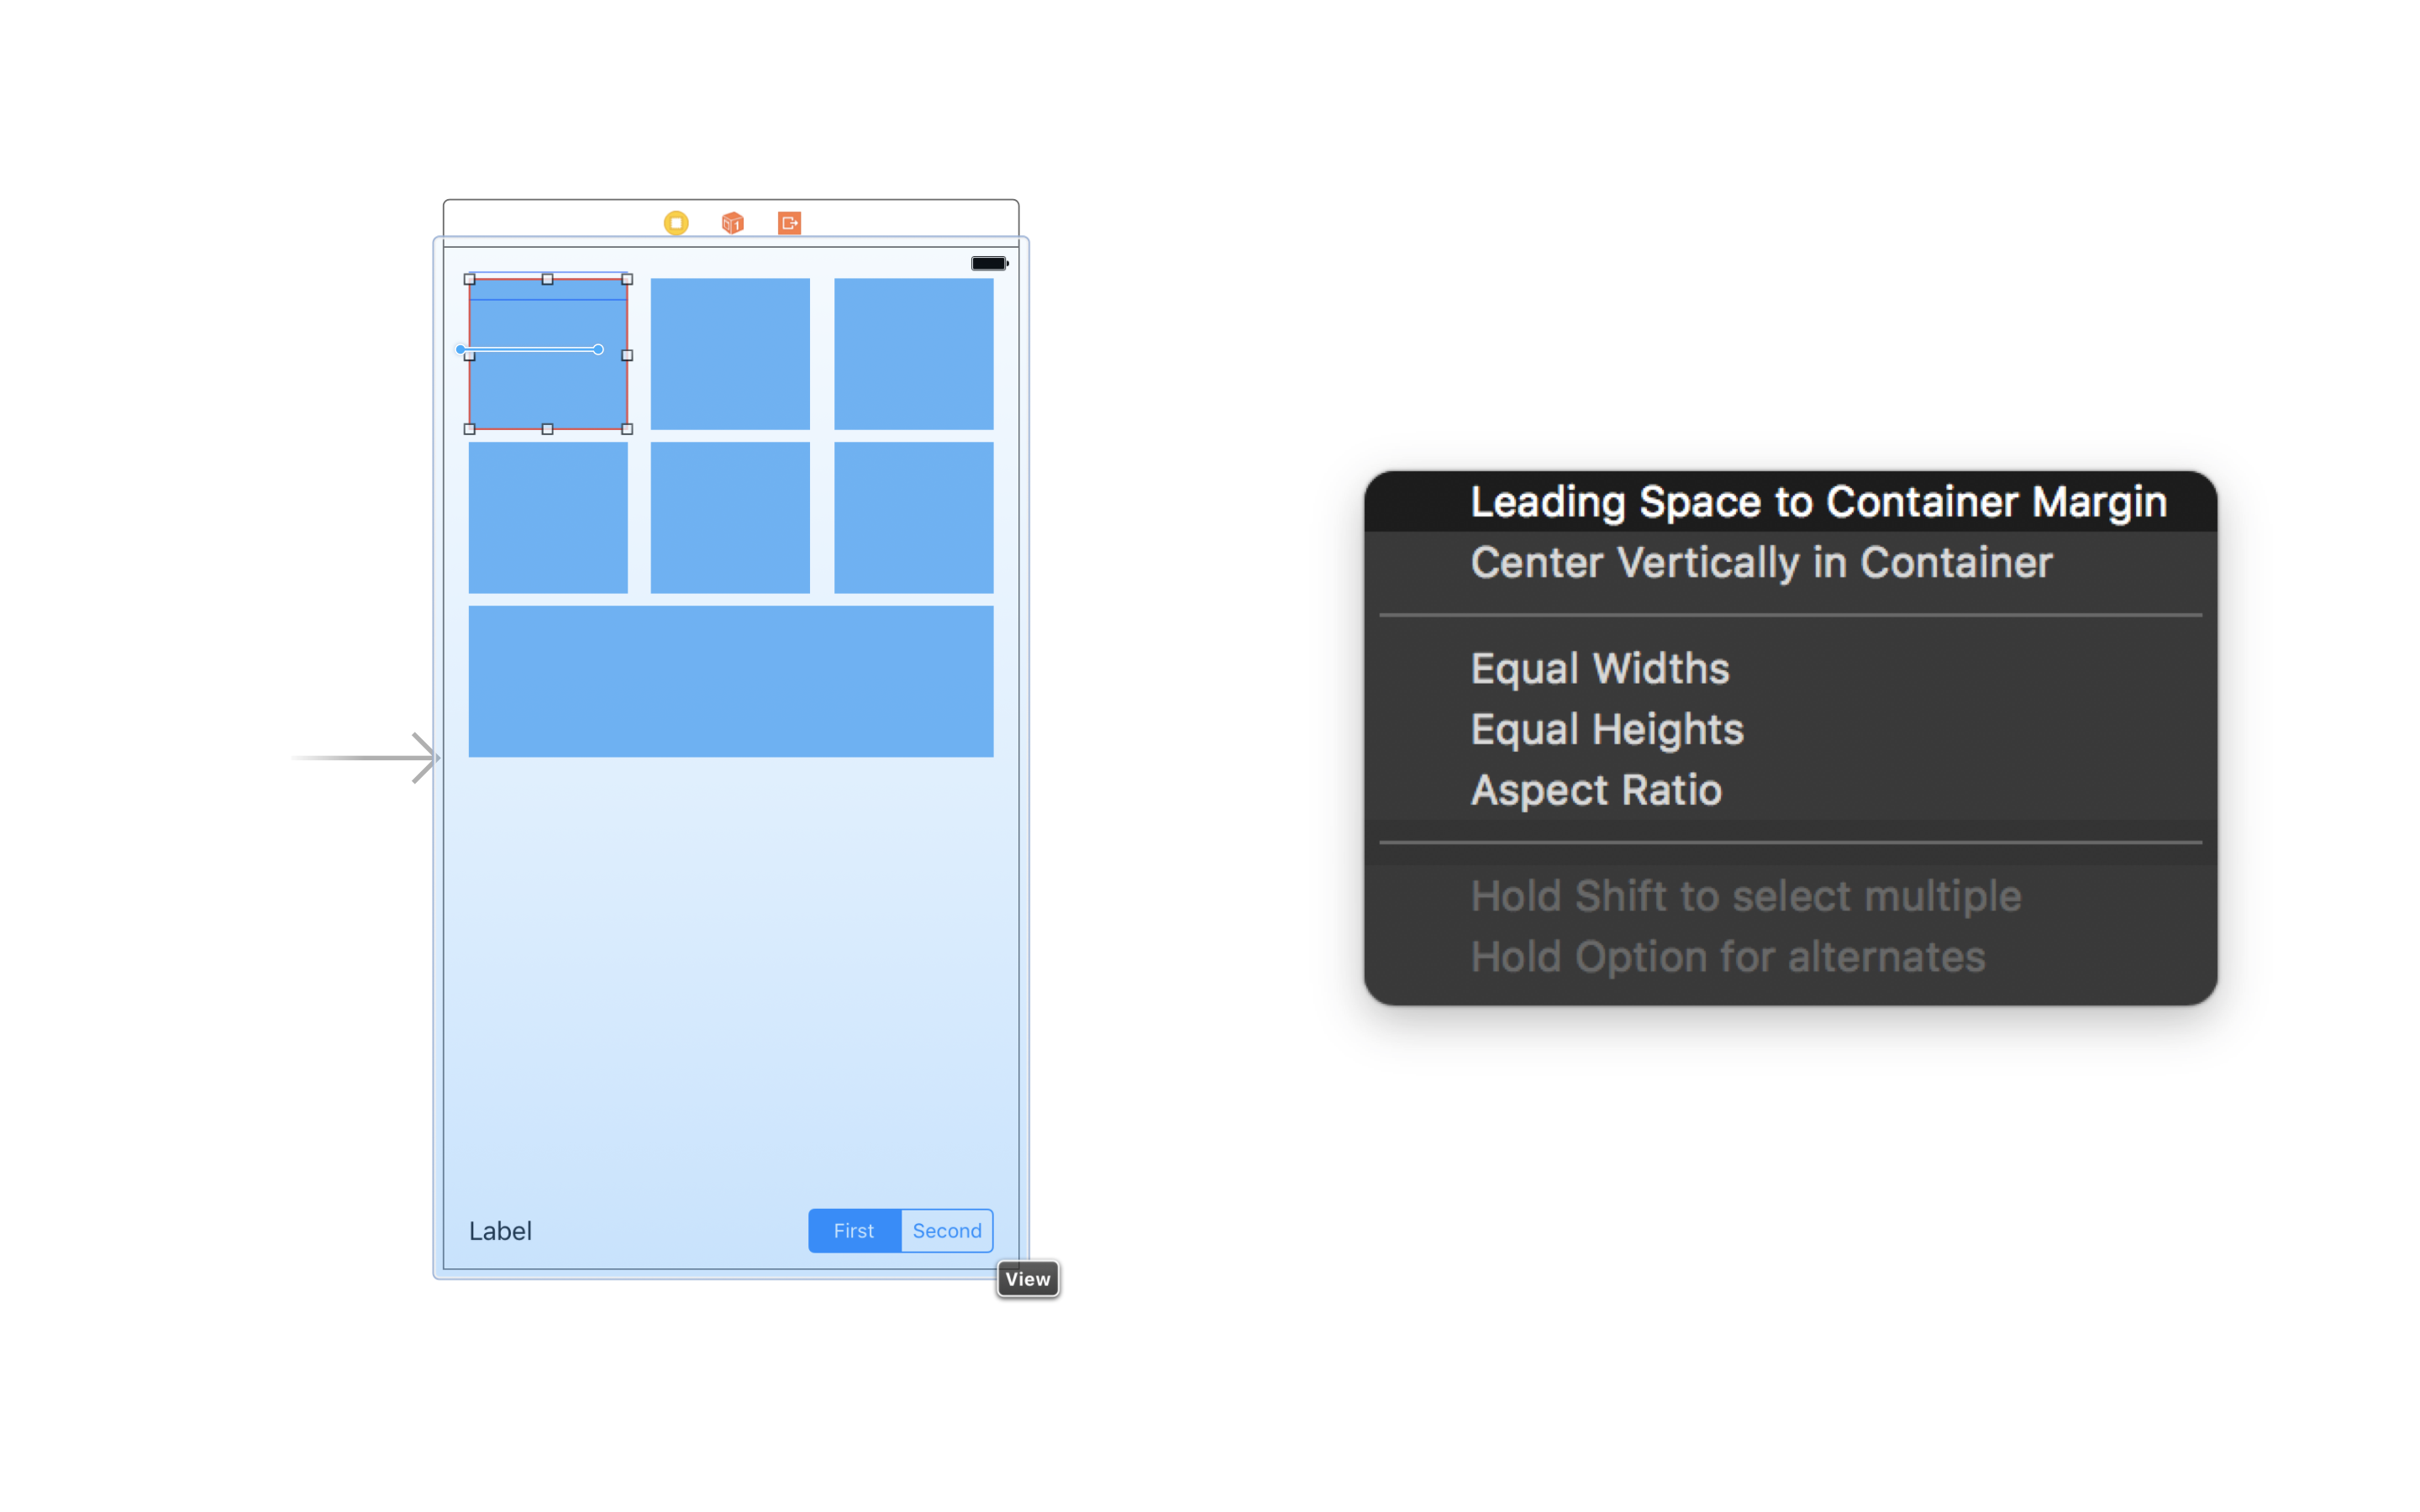 Label
First
Second
View
Leading Space to Container Margin
Center Vertically in Container
Equal Widths
Equal Heights
Aspect Ratio
Hold Shift to select multiple
Hold Option for alternates